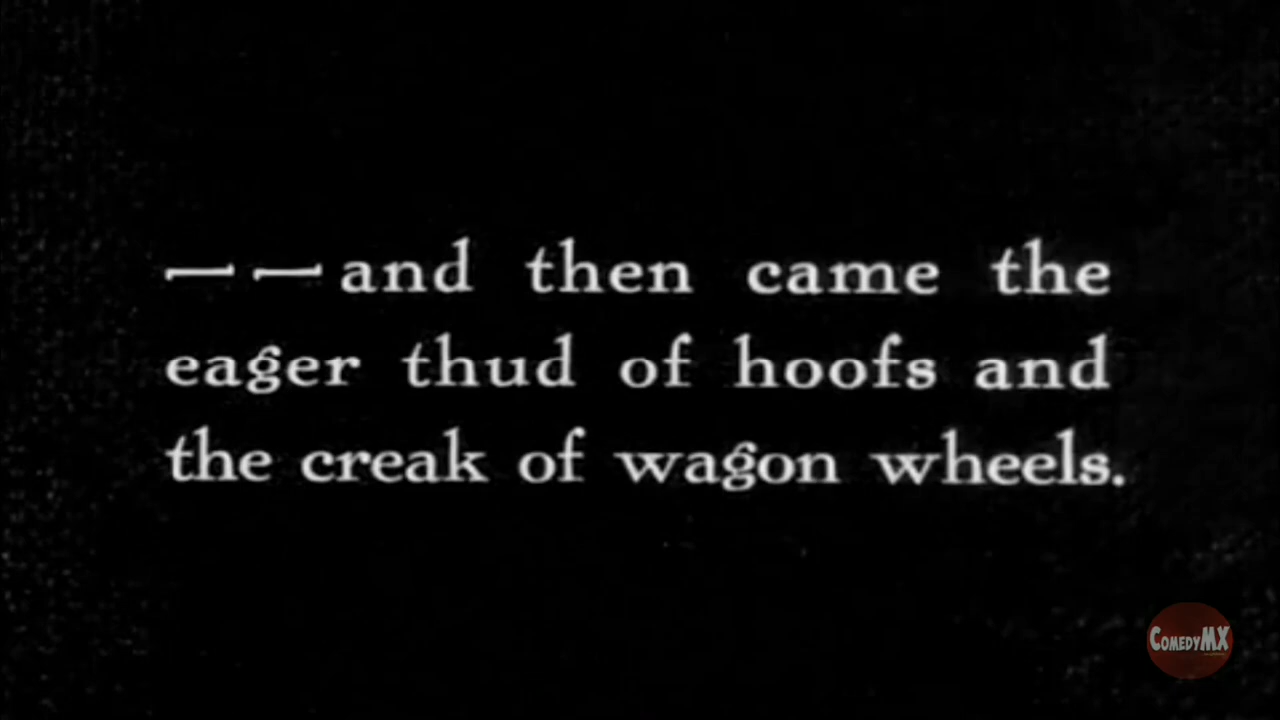 — — and then came the
eager thud of hoofs and
the creak of wagon wheels.
COMEDYMX